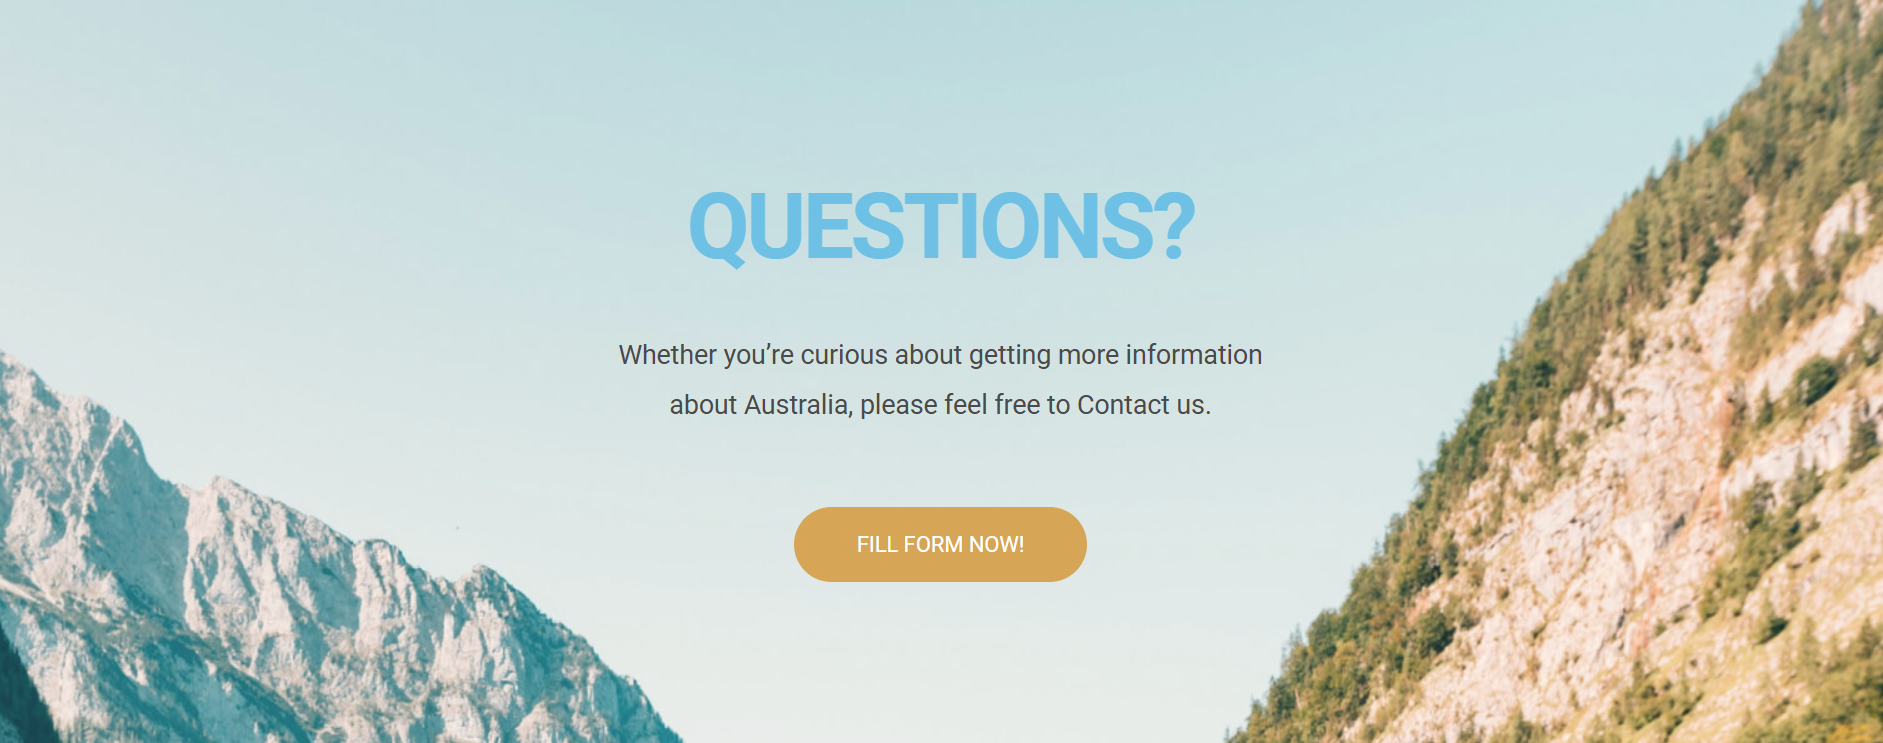 QUESTIONS?
Whether you’re curious about getting more information
about Australia, please feel free to Contact us.
FILL FORM NOW!